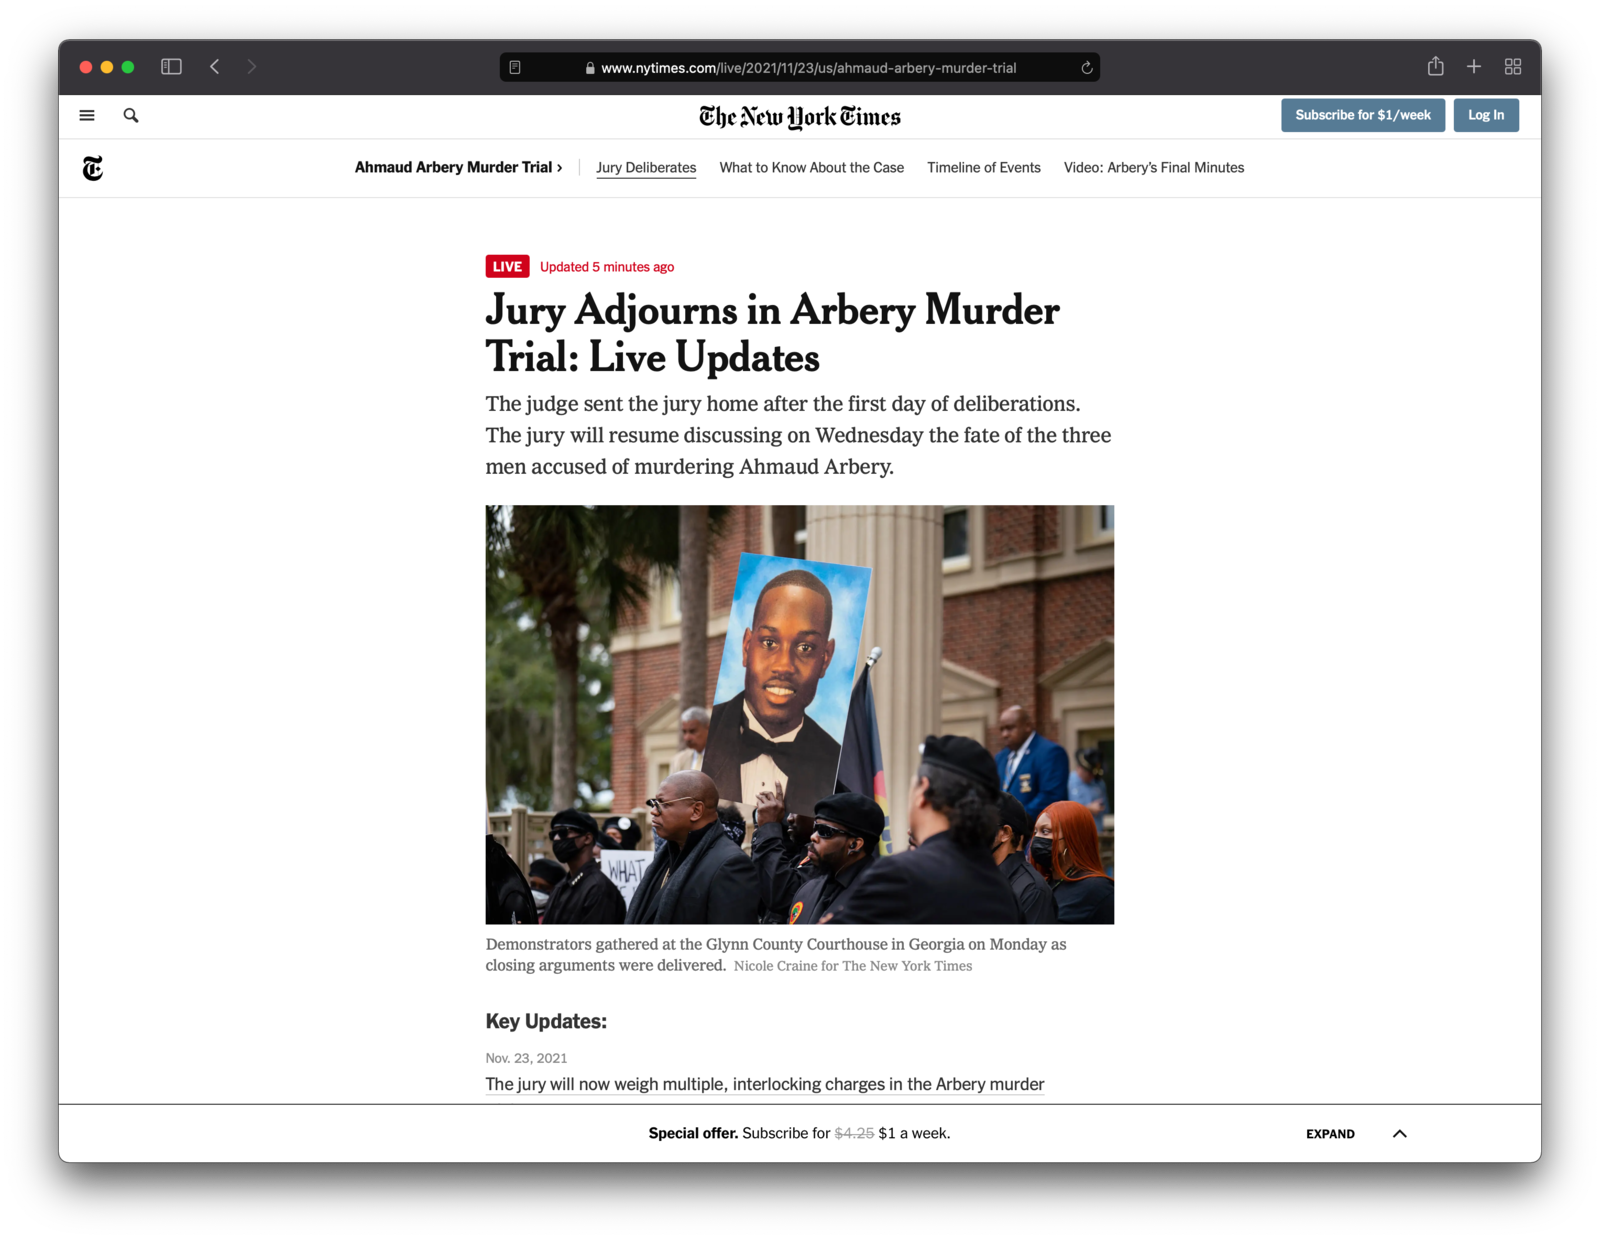 www.nytimes.com/live/2021/11/23/us/ahmaud-arbery-murder-trial
The New York Times
Subscribe for $1/week
Log In
T
Ahmaud Arbery Murder Trial ›
Jury Deliberates
What to Know About the Case
Timeline of Events
Video: Arbery's Final Minutes
LIVE
Updated 5 minutes ago
Jury Adjourns in Arbery Murder
Trial: Live Updates
The judge sent the jury home after the first day of deliberations.
The jury will resume discussing on Wednesday the fate of the three
men accused of murdering Ahmaud Arbery.
WHAT
Demonstrators gathered at the Glynn County Courthouse in Georgia on Monday as
closing arguments were delivered. Nicole Craine for The New York Times
Key Updates:
Nov. 23, 2021
The jury will now weigh multiple, interlocking charges in the Arbery murder
Special offer. Subscribe for $4.25 $1 a week.
EXPAND